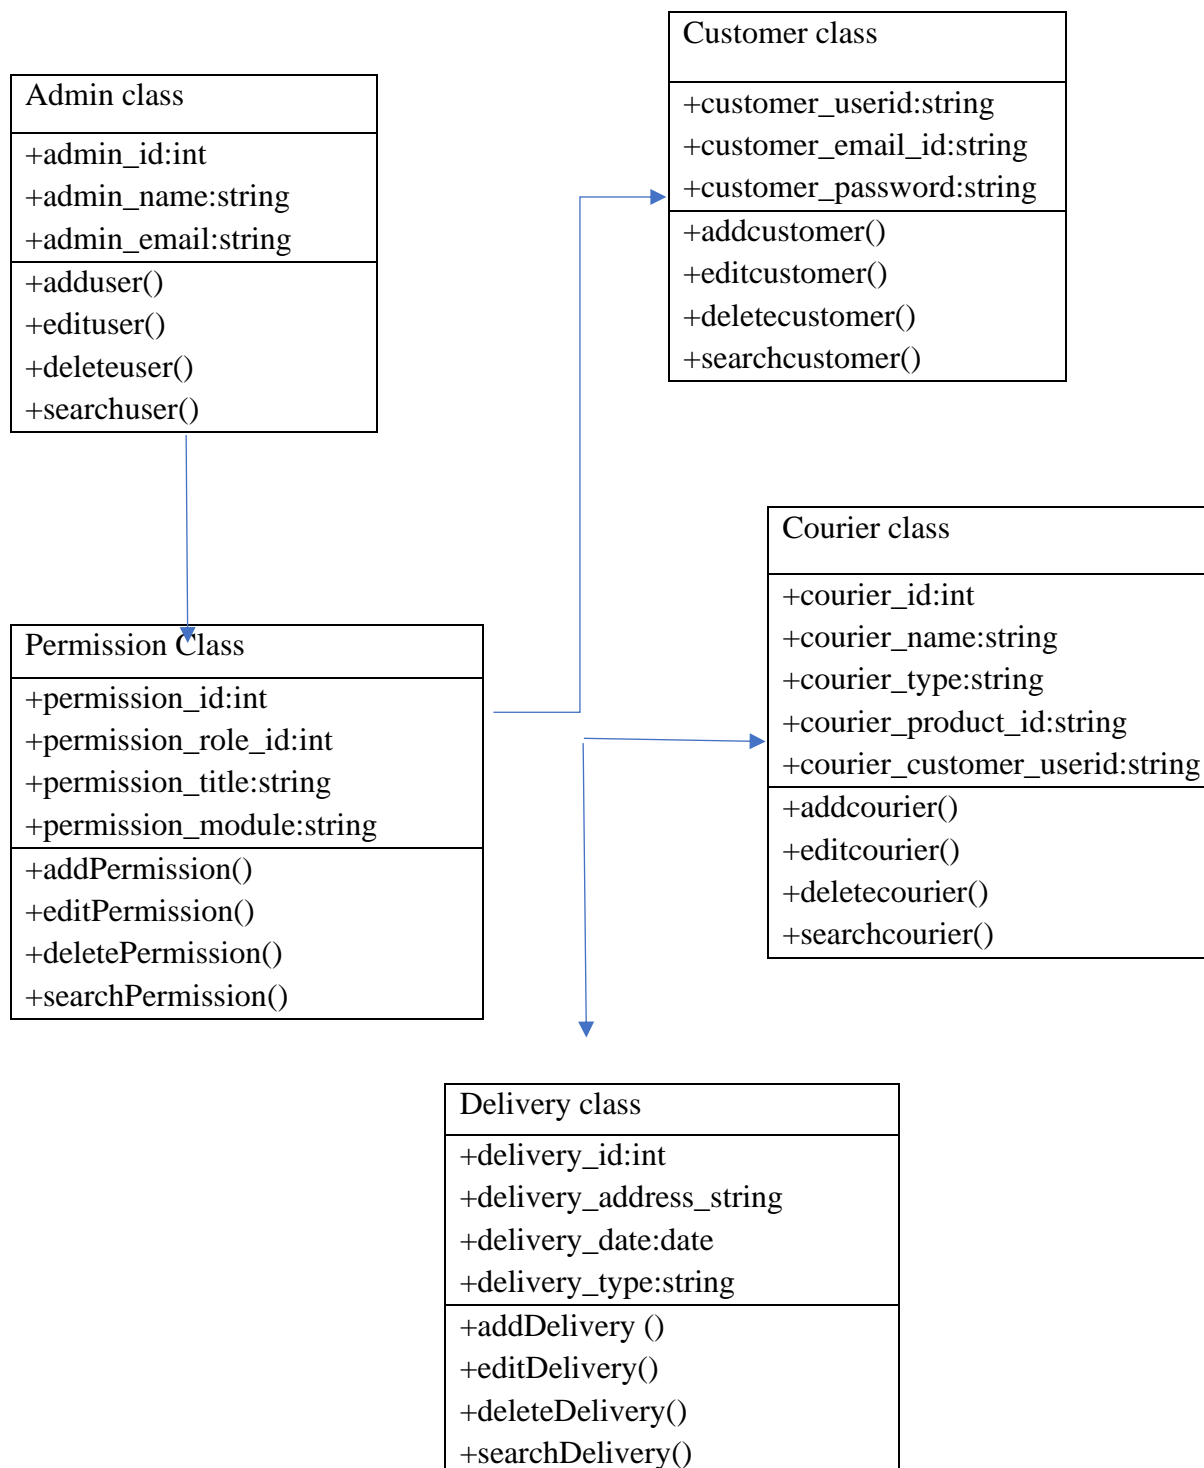 Customer class
+customer_userid:string
+customer_email_id:string
+customer_password:string
+addcustomer()
+editcustomer()
+deletecustomer()
+searchcustomer()
Admin class
+admin_id:int
+admin_name:string
+admin_email:string
+adduser()
+edituser()
+deleteuser()
+searchuser()
Courier class
+courier_id:int
+courier_name:string
+courier_type:string
+courier_product_id:string
+courier_customer_userid:string
+addcourier()
+editcourier()
+deletecourier()
+searchcourier()
Permission Class
+permission_id:int
+permission_role_id:int
+permission_title:string
+permission_module:string
+addPermission()
+editPermission()
+deletePermission()
+searchPermission()
Delivery class
+delivery_id:int
+delivery_address_string
+delivery_date:date
+delivery_type:string
+addDelivery ()
+editDelivery()
+deleteDelivery()
+searchDelivery()